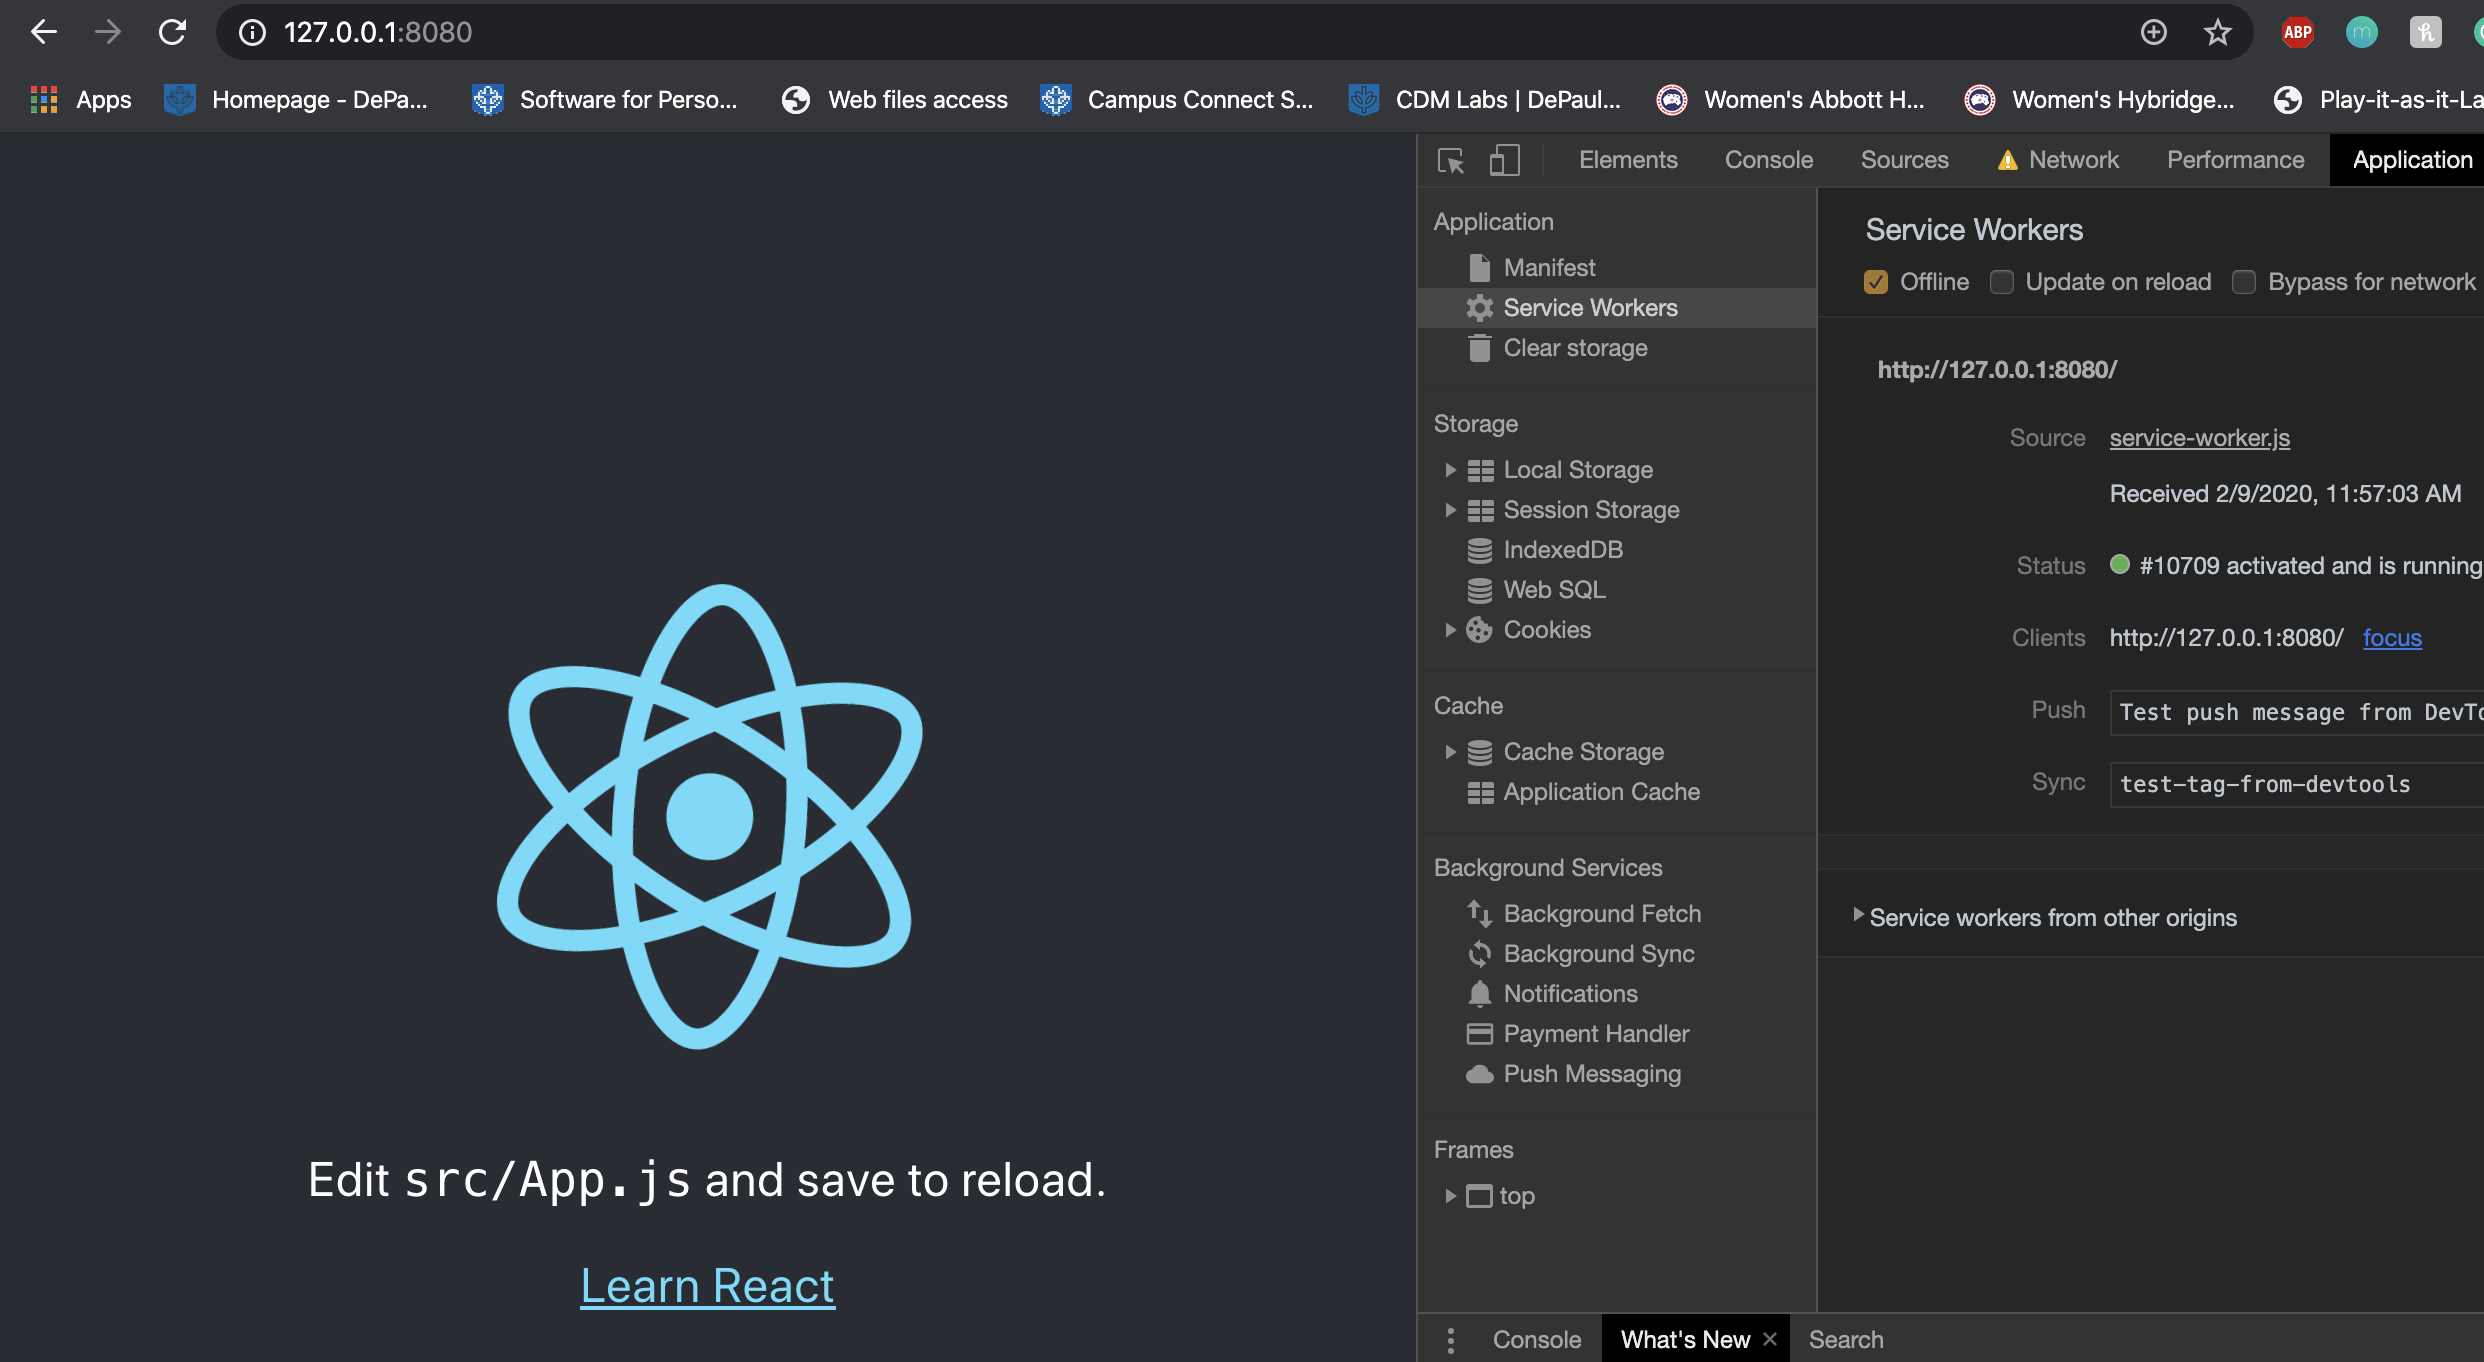 127.0.0.1:8080
ABP m h
Apps Homepage - DePa... Software for Perso... Web files access Campus Connect S... CDM Labs | DePaul... Women's Abbott H... Women's Hybridge... Play-it-as-it-La
Elements Console Sources Network Performance Application
Application
Manifest
Service Workers
Clear storage
Storage
Local Storage
Session Storage
IndexedDB
Web SQL
Cookies
Cache
Cache Storage
Application Cache
Background Services
Background Fetch
Background Sync
Notifications
Payment Handler
Push Messaging
Frames
top
Service Workers
Offline Update on reload Bypass for network
http://127.0.0.1:8080/
Source service-worker.js
Received 2/9/2020, 11:57:03 AM
Status #10709 activated and is running
Clients http://127.0.0.1:8080/ focus
Push Test push message from DevTo
Sync test-tag-from-devtools
Service workers from other origins
Edit src/App.js and save to reload.
Learn React
Console What's New × Search